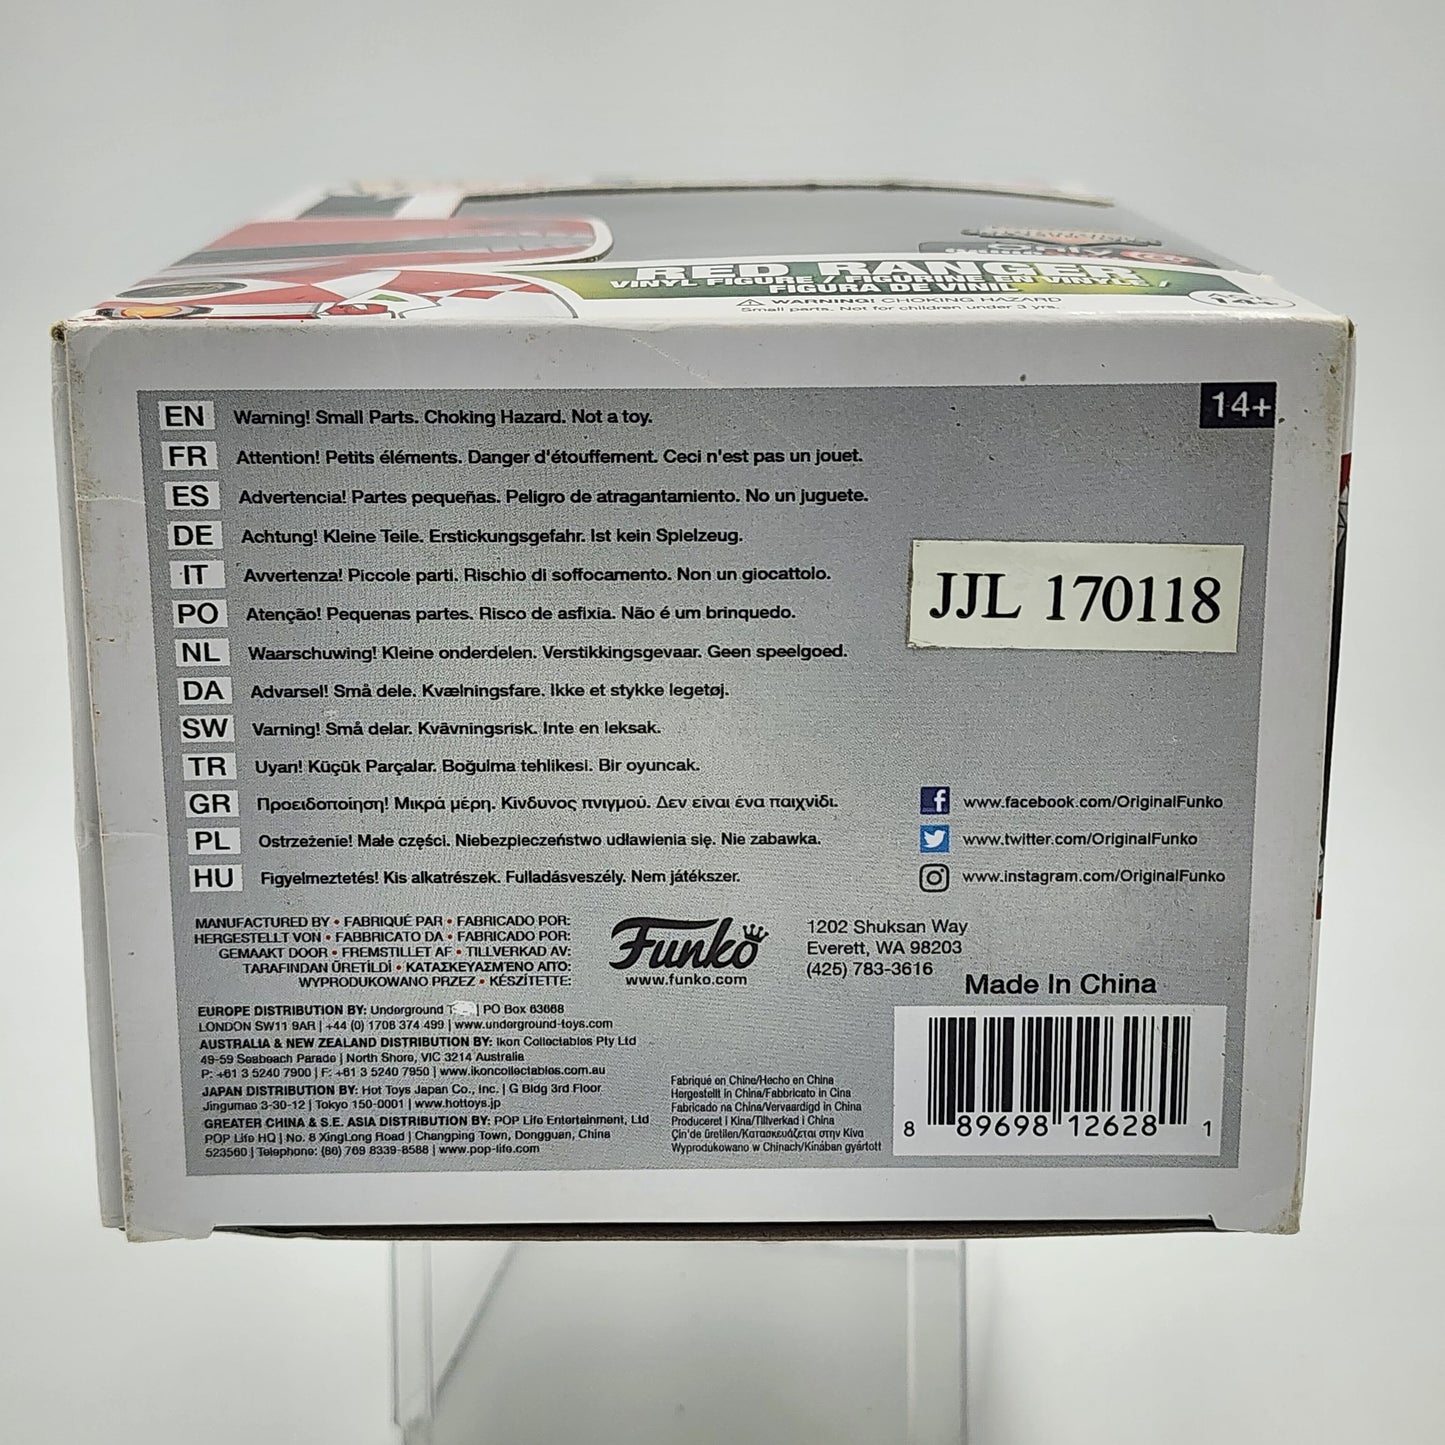 RED RANGER
VINYL FIGURE / FIGURINE EN VINYLE /
FIGURA DE VINIL
WARNING! CHOKING HAZARD
Small parts. Not for children under 3 yrs.
14+
EN Warning! Small Parts. Choking Hazard. Not a toy.
FR Attention! Petits éléments. Danger d'étouffement. Ceci n'est pas un jouet.
ES Advertencia! Partes pequeñas. Peligro de atragantamiento. No un juguete.
DE Achtung! Kleine Teile. Erstickungsgefahr. Ist kein Spielzeug.
IT Avvertenza! Piccole parti. Rischio di soffocamento. Non un giocattolo.
PO Atenção! Pequenas partes. Risco de asfixia. Não é um brinquedo.
NL Waarschuwing! Kleine onderdelen. Verstikkingsgevaar. Geen speelgoed.
DA Advarsel! Små dele. Kvælningsfare. Ikke et stykke legetøj.
SW Varning! Små delar. Kvävningsrisk. Inte en leksak.
TR Uyarı! Küçük Parçalar. Boğulma tehlikesi. Bir oyuncak.
GR Προειδοποίηση! Μικρά μέρη. Κίνδυνος πνιγμού. Δεν είναι ένα παιχνίδι.
PL Ostrzeżenie! Małe części. Niebezpieczeństwo udławienia się. Nie zabawka.
HU Figyelmeztetés! Kis alkatrészek. Fulladásveszély. Nem játékszer.
14+
JJL 170118
www.facebook.com/OriginalFunko
www.twitter.com/OriginalFunko
www.instagram.com/OriginalFunko
MANUFACTURED BY • FABRIQUÉ PAR • FABRICADO POR:
HERGESTELLT VON • FABBRICATO DA • FABRICADO POR:
GEMAAKT DOOR • FREMSTILLET AF • TILLVERKAD AV:
TARAFINDAN ÜRETİLDİ • ΚΑΤΑΣΚΕΥΑΣΜΈΝΟ ΑΠΌ:
WYPRODUKOWANO PRZEZ • KÉSZÍTETTE:
Funko
www.funko.com
1202 Shuksan Way
Everett, WA 98203
(425) 783-3616
Made In China
EUROPE DISTRIBUTION BY: Underground | PO Box 63668
LONDON SW11 9AR | +44 (0) 1708 374 499 | www.underground-toys.com
AUSTRALIA & NEW ZEALAND DISTRIBUTION BY: Ikon Collectables Pty Ltd
49-59 Seabeach Parade | North Shore, VIC 3214 Australia
P: +61 3 5240 7900 | F: +61 3 5240 7950 | www.ikoncollectables.com.au
JAPAN DISTRIBUTION BY: Hot Toys Japan Co., Inc. | G Bldg 3rd Floor
Jingumae 3-30-12 | Tokyo 150-0001 | www.hottoys.jp
GREATER CHINA & S.E. ASIA DISTRIBUTION BY: POP Life Entertainment, Ltd
POP Life HQ | No. 8 XingLong Road | Changping Town, Dongguan, China
523560 | Telephone: (86) 769 8339-8588 | www.pop-life.com
Fabriqué en Chine/Hecho en China
Hergestellt in China/Fabbricato in Cina
Fabricado na China/Vervaardigd in China
Produceret i Kina/Tillverkad i China
Çin'de üretilen/Κατασκευάζεται στην Κίνα
Wyprodukowano w Chinach/Kínában gyártott
8 89698 12628 1